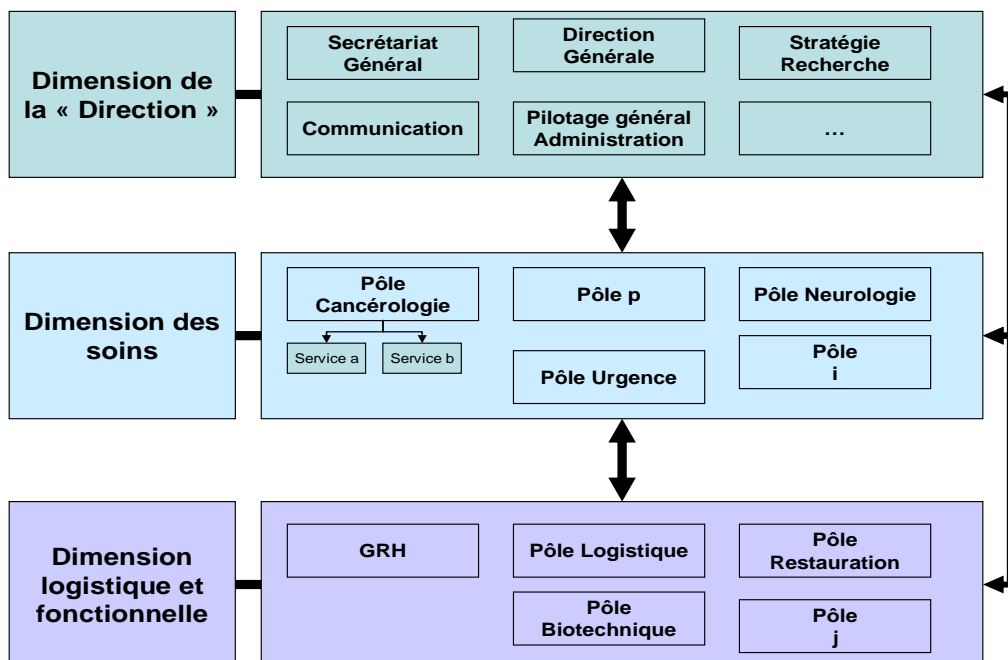 Dimension de
la « Direction »
Secrétariat
Général
Direction
Générale
Stratégie
Recherche
Communication
Pilotage général
Administration
…
Dimension des
soins
Pôle
Cancérologie
Pôle p
Pôle Neurologie
Service a
Service b
Pôle Urgence
Pôle
i
Dimension
logistique et
fonctionnelle
GRH
Pôle Logistique
Pôle
Restauration
Pôle
Biotechnique
Pôle
j